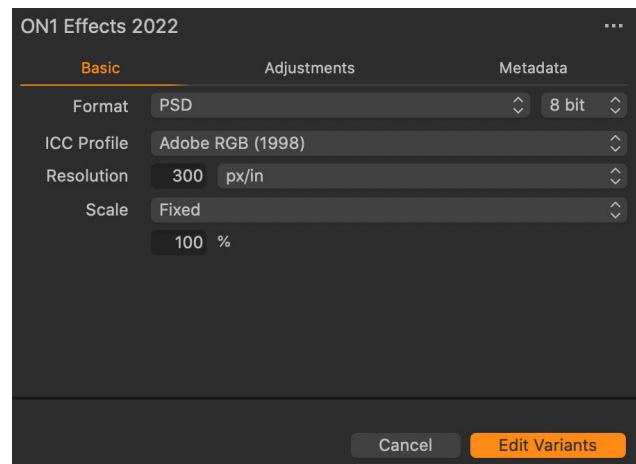 ON1 Effects 2022 ...
Basic Adjustments Metadata
Format PSD 8 bit
ICC Profile Adobe RGB (1998)
Resolution 300 px/in
Scale Fixed
100 %
Cancel Edit Variants